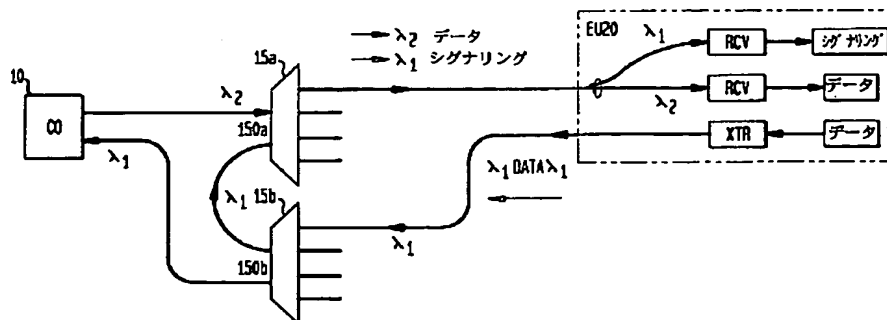 EU20
λ1
RCV
シグナリング
λ2 データ
λ1 シグナリング
15a
10
CO
λ2
150a
λ2
RCV
データ
XTR
データ
λ1
λ1
15b
λ1 DATA λ1
150b
λ1